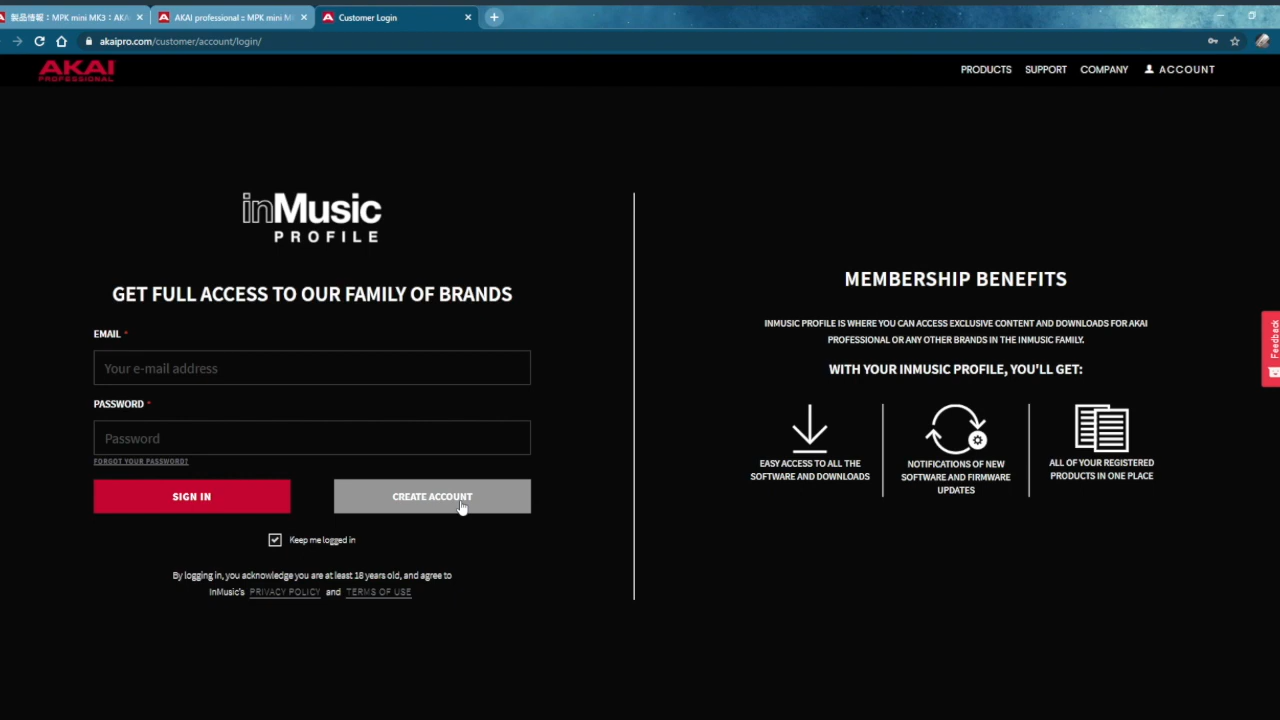 製品情報：MPK mini MK3：AKA
AKAI professional :: MPK mini M
Customer Login
akaipro.com/customer/account/login/
AKAI
PROFESSIONAL
PRODUCTS
SUPPORT
COMPANY
ACCOUNT
inMusic
PROFILE
GET FULL ACCESS TO OUR FAMILY OF BRANDS
EMAIL *
Your e-mail address
PASSWORD *
Password
FORGOT YOUR PASSWORD?
SIGN IN
CREATE ACCOUNT
Keep me logged in
By logging in, you acknowledge you are at least 18 years old, and agree to
InMusic's PRIVACY POLICY and TERMS OF USE
MEMBERSHIP BENEFITS
INMUSIC PROFILE IS WHERE YOU CAN ACCESS EXCLUSIVE CONTENT AND DOWNLOADS FOR AKAI
PROFESSIONAL OR ANY OTHER BRANDS IN THE INMUSIC FAMILY.
WITH YOUR INMUSIC PROFILE, YOU'LL GET:
EASY ACCESS TO ALL THE
SOFTWARE AND DOWNLOADS
NOTIFICATIONS OF NEW
SOFTWARE AND FIRMWARE
UPDATES
ALL OF YOUR REGISTERED
PRODUCTS IN ONE PLACE
Feedback